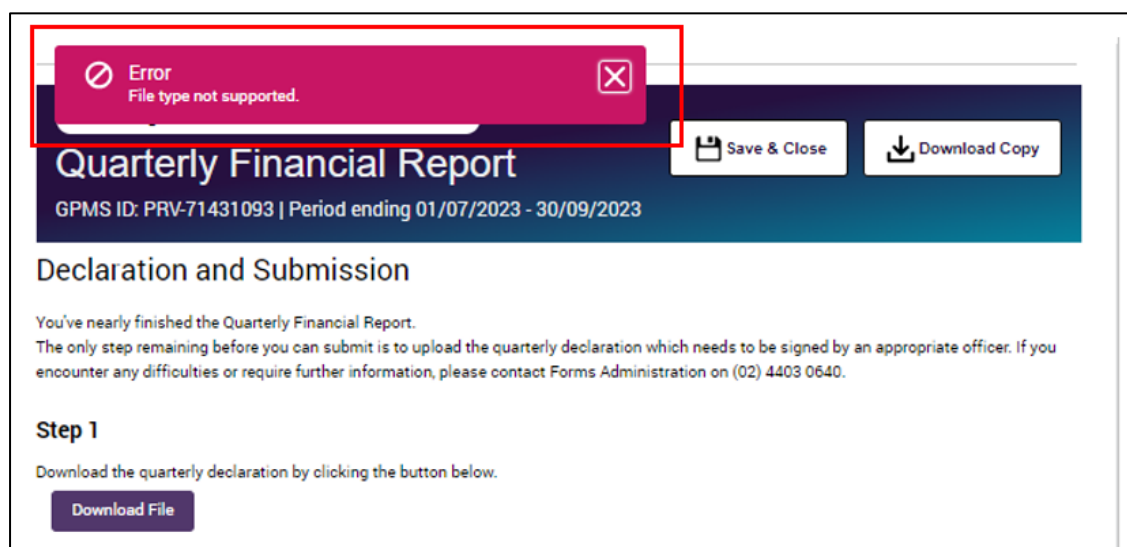 Error
File type not supported.
Quarterly Financial Report
Save & Close
Download Copy
GPMS ID: PRV-71431093 | Period ending 01/07/2023 - 30/09/2023
Declaration and Submission
You've nearly finished the Quarterly Financial Report.
The only step remaining before you can submit is to upload the quarterly declaration which needs to be signed by an appropriate officer. If you
encounter any difficulties or require further information, please contact Forms Administration on (02) 4403 0640.
Step 1
Download the quarterly declaration by clicking the button below.
Download File